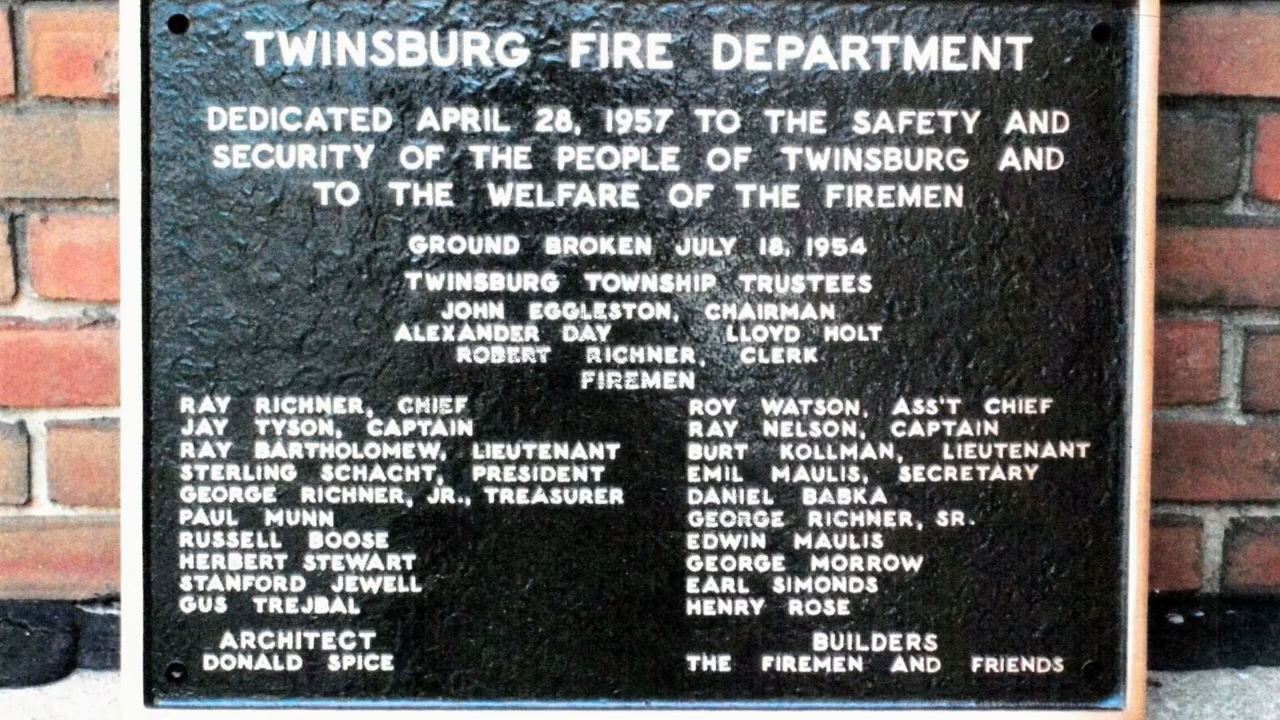 TWINSBURG FIRE DEPARTMENT
DEDICATED APRIL 28, 1957 TO THE SAFETY AND
SECURITY OF THE PEOPLE OF TWINSBURG AND
TO THE WELFARE OF THE FIREMEN
GROUND BROKEN JULY 18, 1954
TWINSBURG TOWNSHIP TRUSTEES
JOHN EGGLESTON, CHAIRMAN
ALEXANDER DAY LLOYD HOLT
ROBERT RICHNER, CLERK
FIREMEN
RAY RICHNER, CHIEF
JAY TYSON, CAPTAIN
RAY BARTHOLOMEW, LIEUTENANT
STERLING SCHACHT, PRESIDENT
GEORGE RICHNER, JR., TREASURER
PAUL MUNN
RUSSELL BOOSE
HERBERT STEWART
STANFORD JEWELL
GUS TREJBAL
ROY WATSON, ASS'T CHIEF
RAY NELSON, CAPTAIN
BURT KOLLMAN, LIEUTENANT
EMIL MAULIS, SECRETARY
DANIEL BABKA
GEORGE RICHNER, SR.
EDWIN MAULIS
GEORGE MORROW
EARL SIMONDS
HENRY ROSE
ARCHITECT
DONALD SPICE
BUILDERS
THE FIREMEN AND FRIENDS